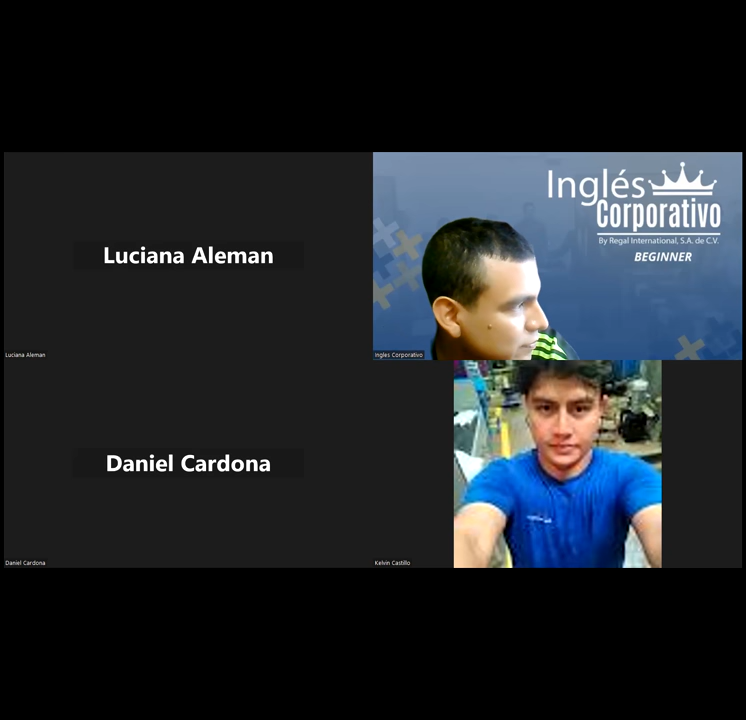 Luciana Aleman
Luciana Aleman
Inglés
Corporativo
By Regal International, S.A. de C.V.
BEGINNER
Ingles Corporativo
Daniel Cardona
Daniel Cardona
Kelvin Castillo